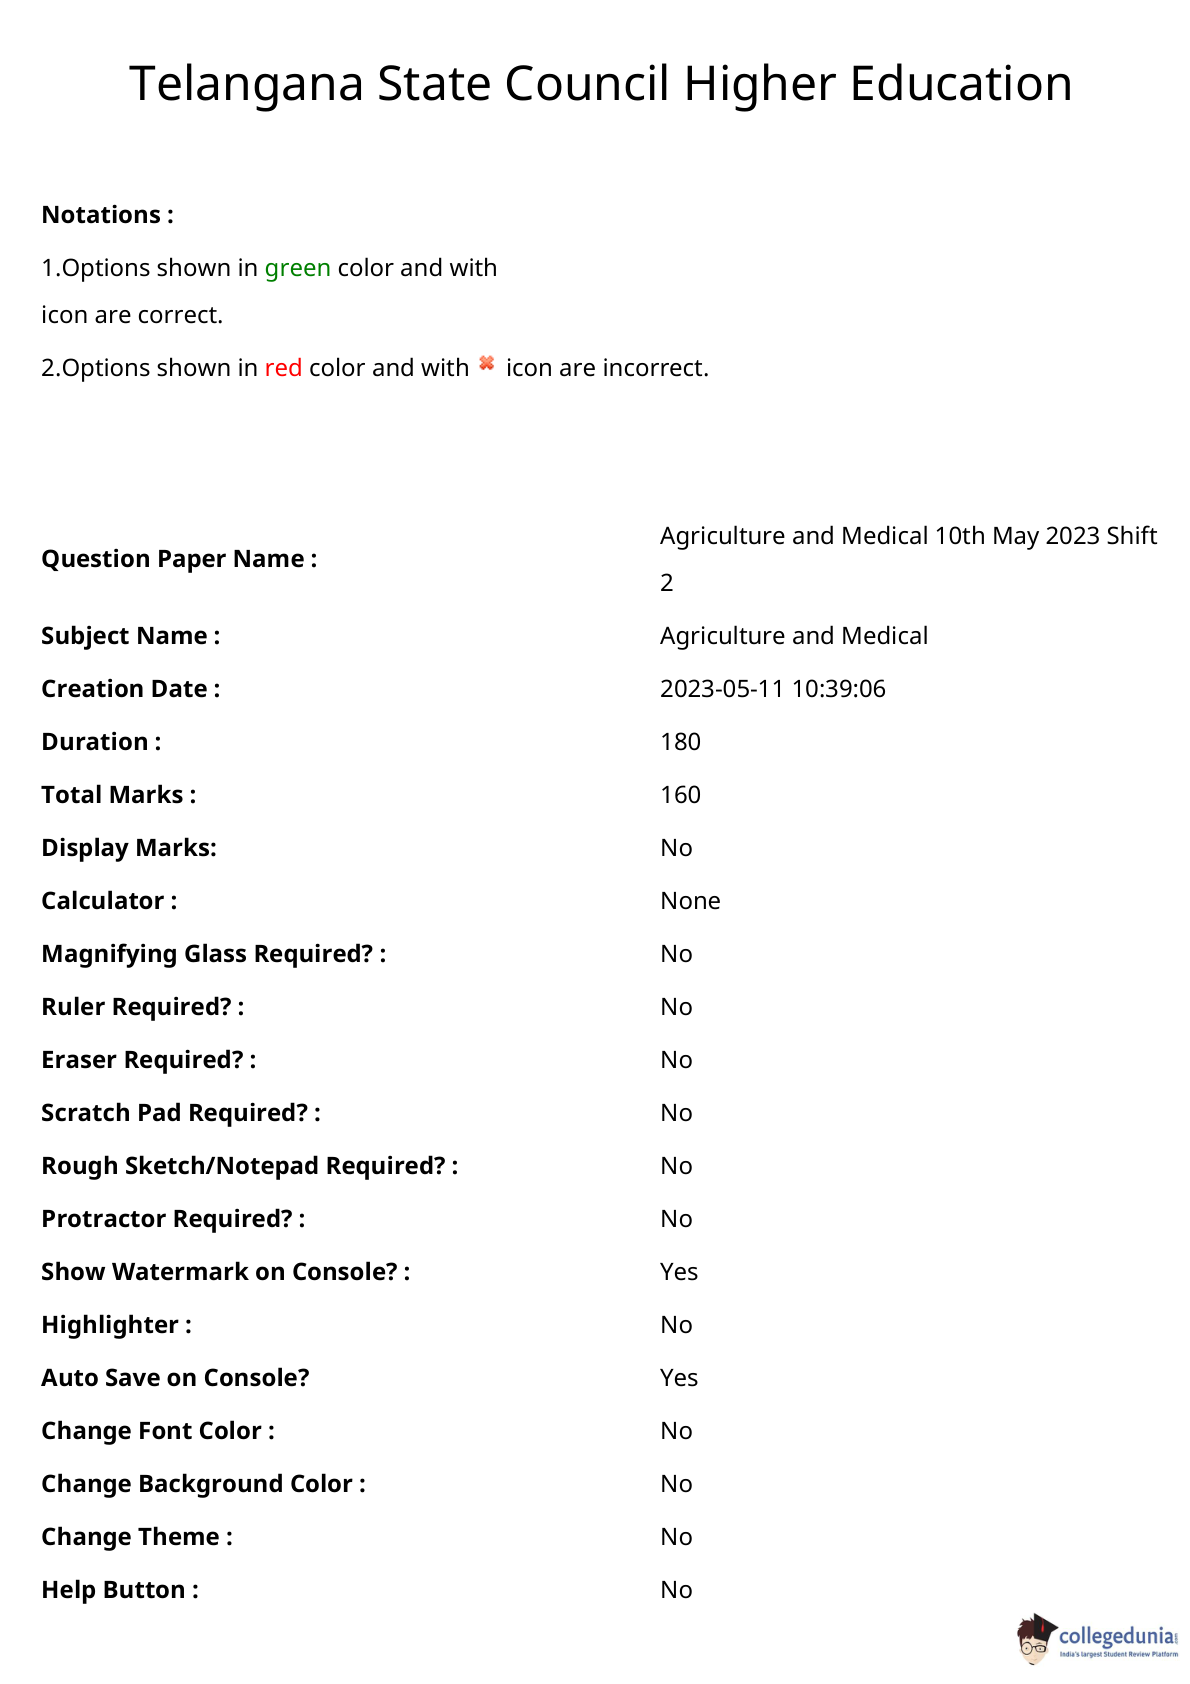 Telangana State Council Higher Education
Notations :
1.Options shown in green color and with
icon are correct.
2.Options shown in red color and with icon are incorrect.
Question Paper Name : Agriculture and Medical 10th May 2023 Shift
2
Subject Name : Agriculture and Medical
Creation Date : 2023-05-11 10:39:06
Duration : 180
Total Marks : 160
Display Marks: No
Calculator : None
Magnifying Glass Required? : No
Ruler Required? : No
Eraser Required? : No
Scratch Pad Required? : No
Rough Sketch/Notepad Required? : No
Protractor Required? : No
Show Watermark on Console? : Yes
Highlighter : No
Auto Save on Console? Yes
Change Font Color : No
Change Background Color : No
Change Theme : No
Help Button : No
collegedunia
India's largest Student Review Platform